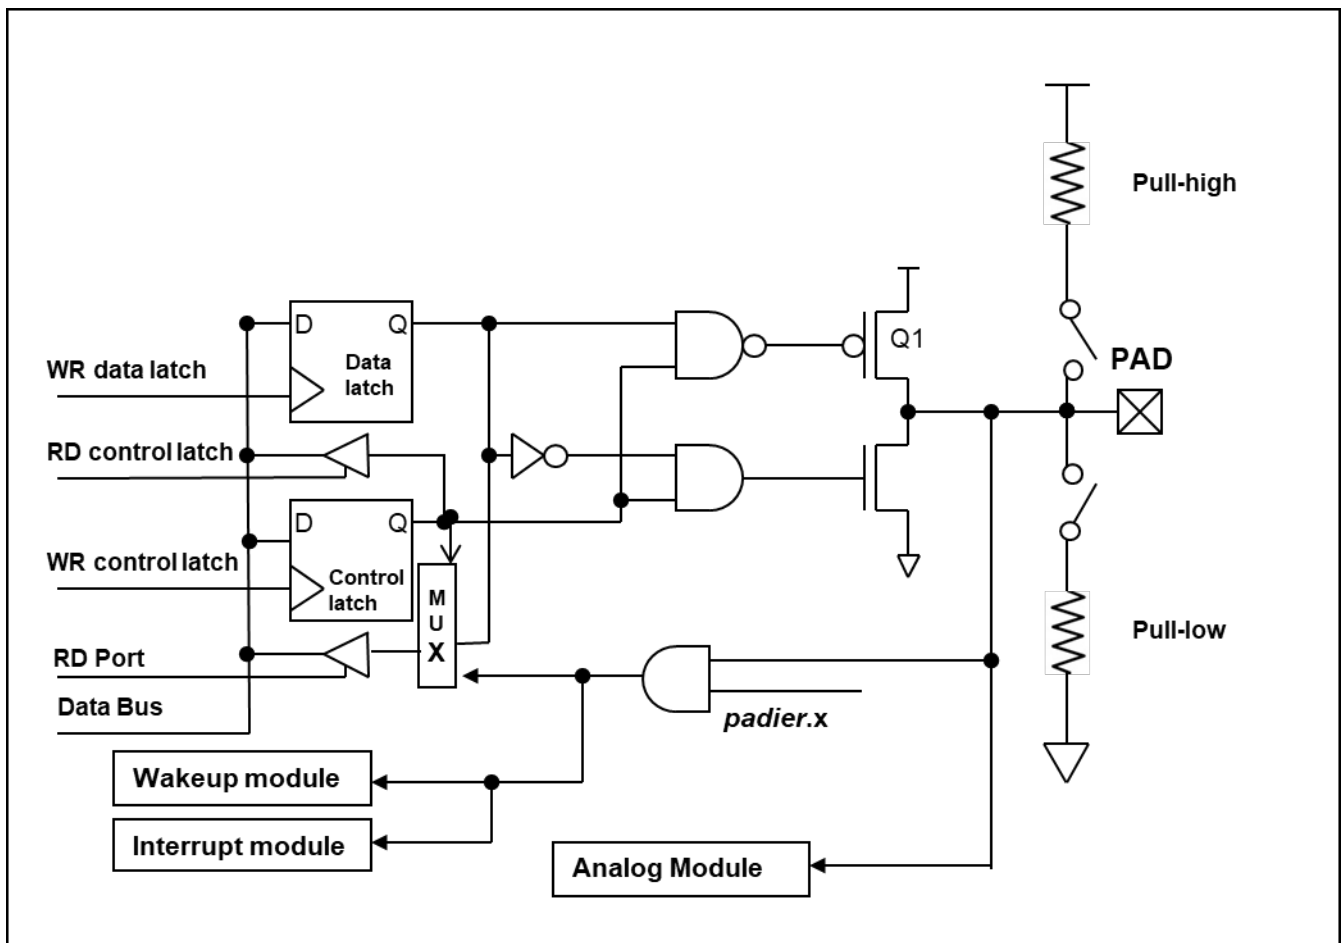 Pull-high
D
Q
Q1
Data
latch
WR data latch
PAD
RD control latch
D
Q
WR control latch
Control
latch
M
U
X
Pull-low
RD Port
Data Bus
padier.x
Wakeup module
Interrupt module
Analog Module